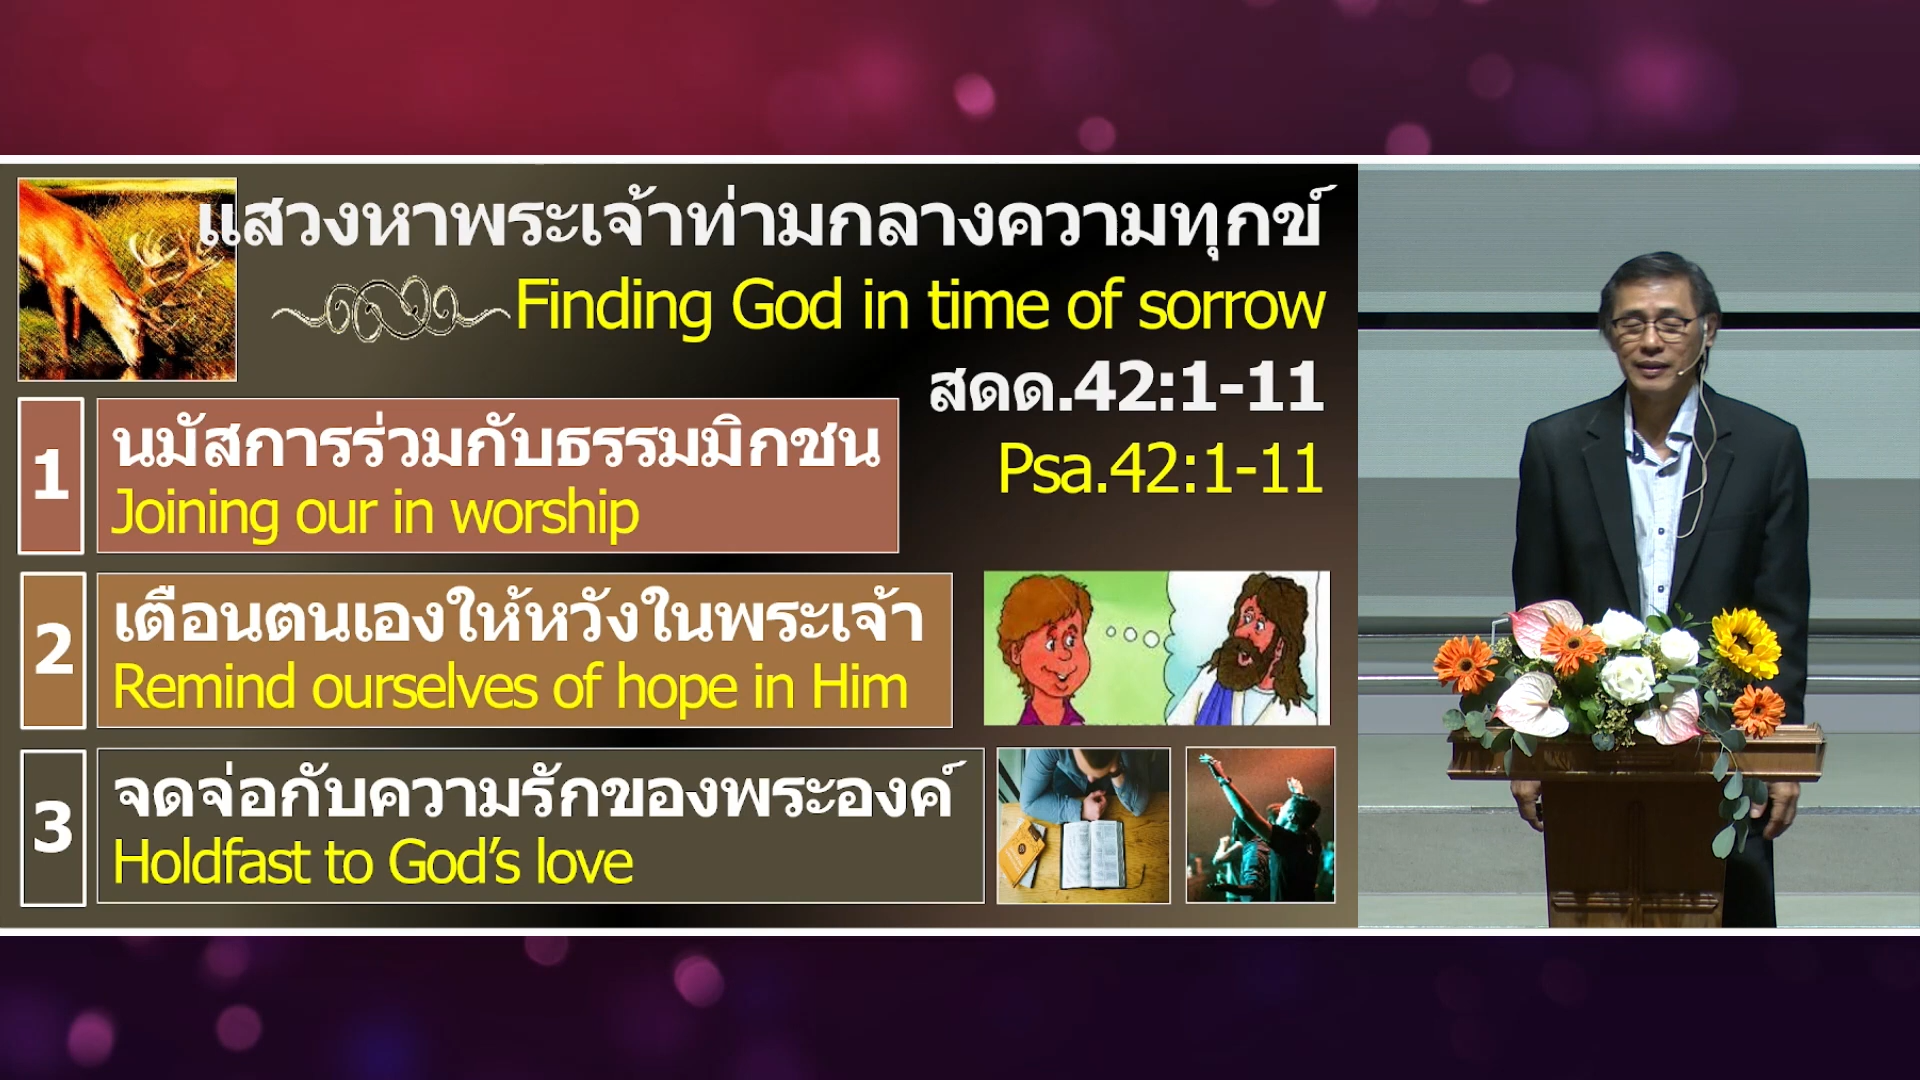 แสวงหาพระเจ้าท่ามกลางความทุกข์
Finding God in time of sorrow
สดด.42:1-11
Psa.42:1-11
1
นมัสการร่วมกับธรรมมิกชน
Joining our in worship
2
เตือนตนเองให้หวังในพระเจ้า
Remind ourselves of hope in Him
3
จดจ่อกับความรักของพระองค์
Holdfast to God's love